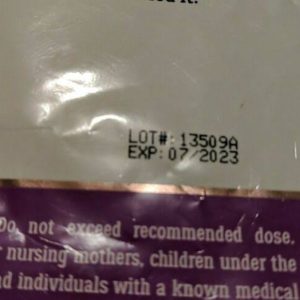 it.
LOT#: 13509A
EXP: 07/2023
Do not exceed recommended dose.
nursing mothers, children under the
individuals with a known medical